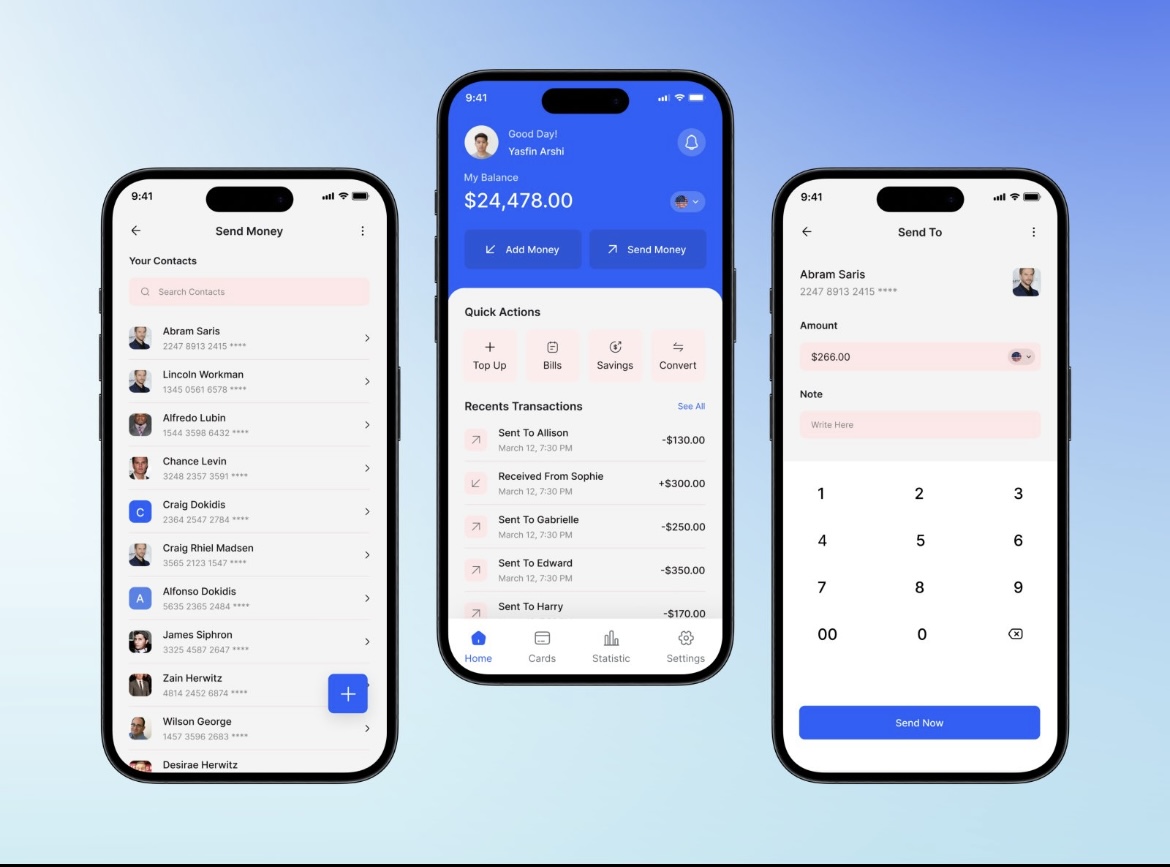 9:41
Send Money
Your Contacts
Search Contacts
Abram Saris
2247 8913 2415 ****
Lincoln Workman
1345 0561 6578 ****
Alfredo Lubin
1544 3598 6432 ****
Chance Levin
3248 2357 3591 ****
C
Craig Dokidis
2364 2547 2784 ****
Craig Rhiel Madsen
3565 2123 1547 ****
A
Alfonso Dokidis
5635 2365 2484 ****
James Siphron
3325 4587 2647 ****
Zain Herwitz
4814 2452 6874 ****
Wilson George
1457 3596 2683 ****
Desirae Herwitz
9:41
Good Day!
Yasfin Arshi
My Balance
$24,478.00
Add Money
Send Money
Quick Actions
Top Up
Bills
Savings
Convert
Recents Transactions
See All
Sent To Allison
-$130.00
March 12, 7:30 PM
Received From Sophie
+$300.00
March 12, 7:30 PM
Sent To Gabrielle
-$250.00
March 12, 7:30 PM
Sent To Edward
-$350.00
March 12, 7:30 PM
Sent To Harry
-$170.00
Home
Cards
Statistic
Settings
9:41
Send To
Abram Saris
2247 8913 2415 ****
Amount
$266.00
Note
Write Here
1 2 3
4 5 6
7 8 9
00 0
Send Now